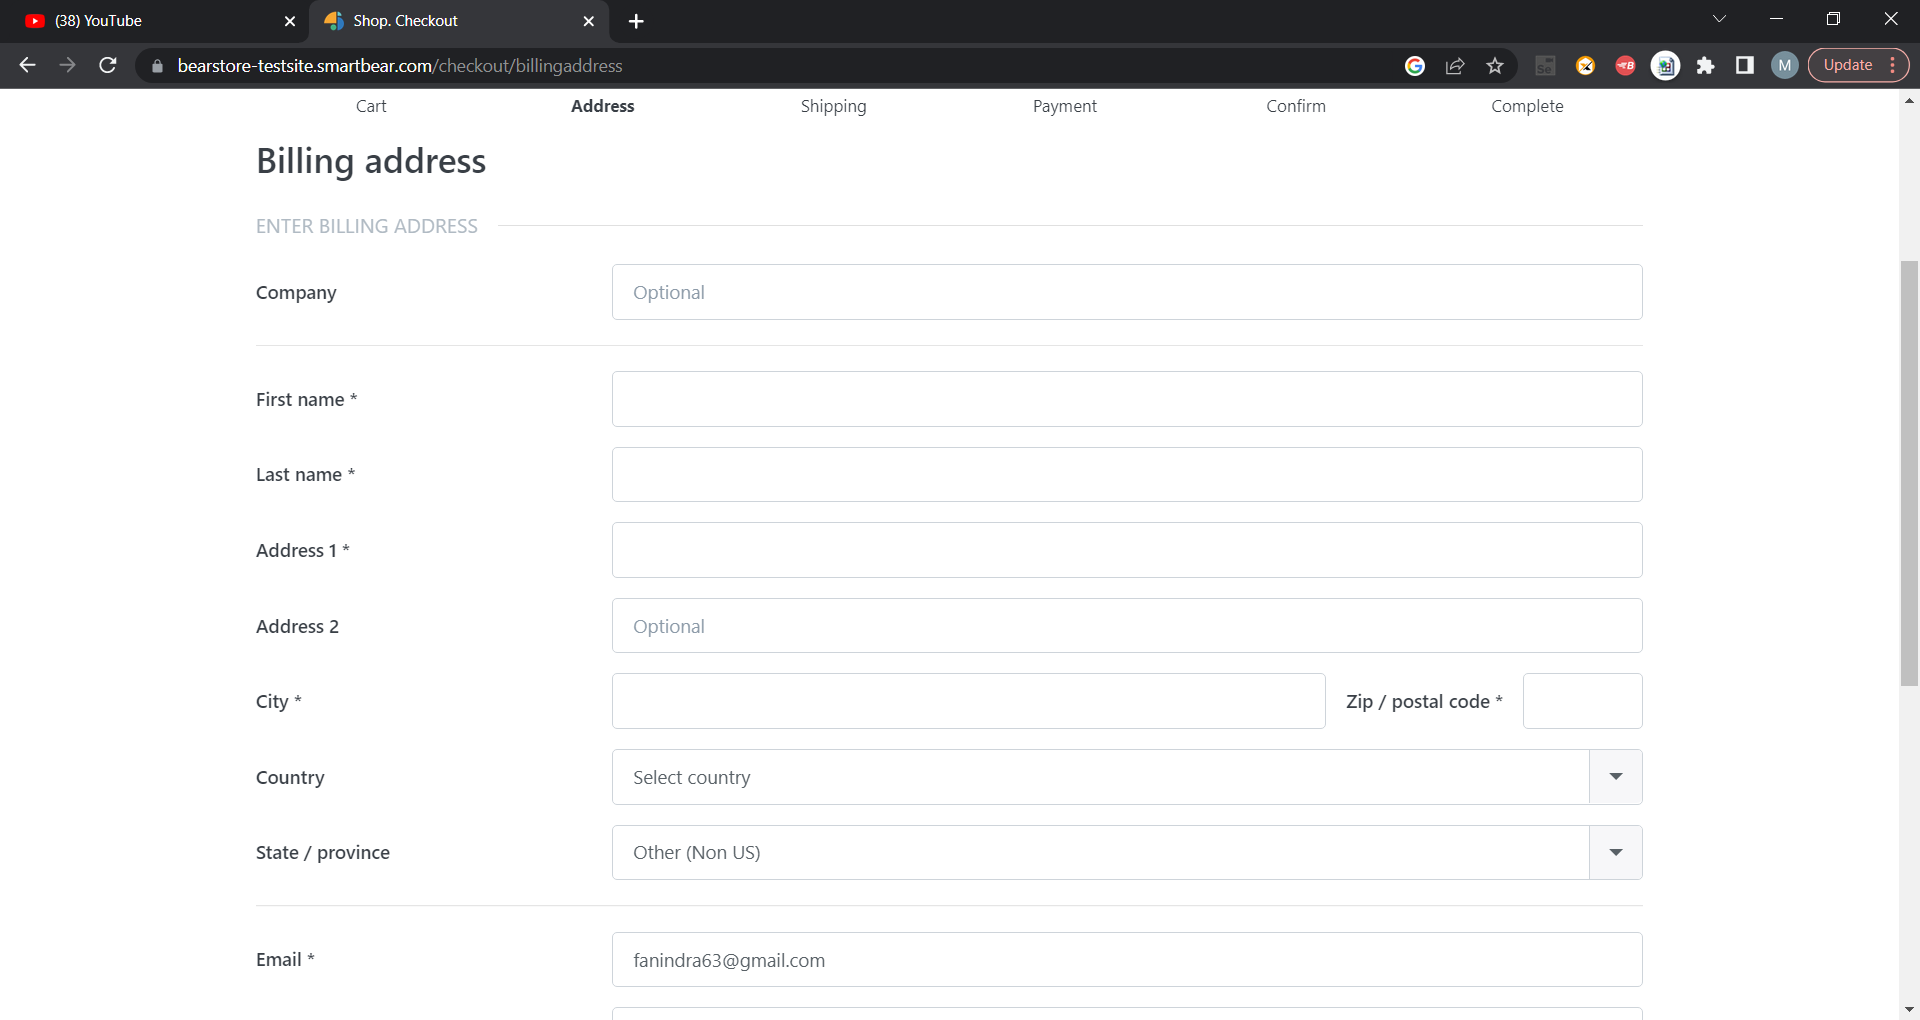 (38) YouTube
Shop. Checkout
bearstore-testsite.smartbear.com/checkout/billingaddress
Se
B
M
Update
Cart Address Shipping Payment Confirm Complete
Billing address
ENTER BILLING ADDRESS
Company Optional
First name *
Last name *
Address 1 *
Address 2 Optional
City * Zip / postal code *
Country Select country
State / province Other (Non US)
Email * fanindra63@gmail.com